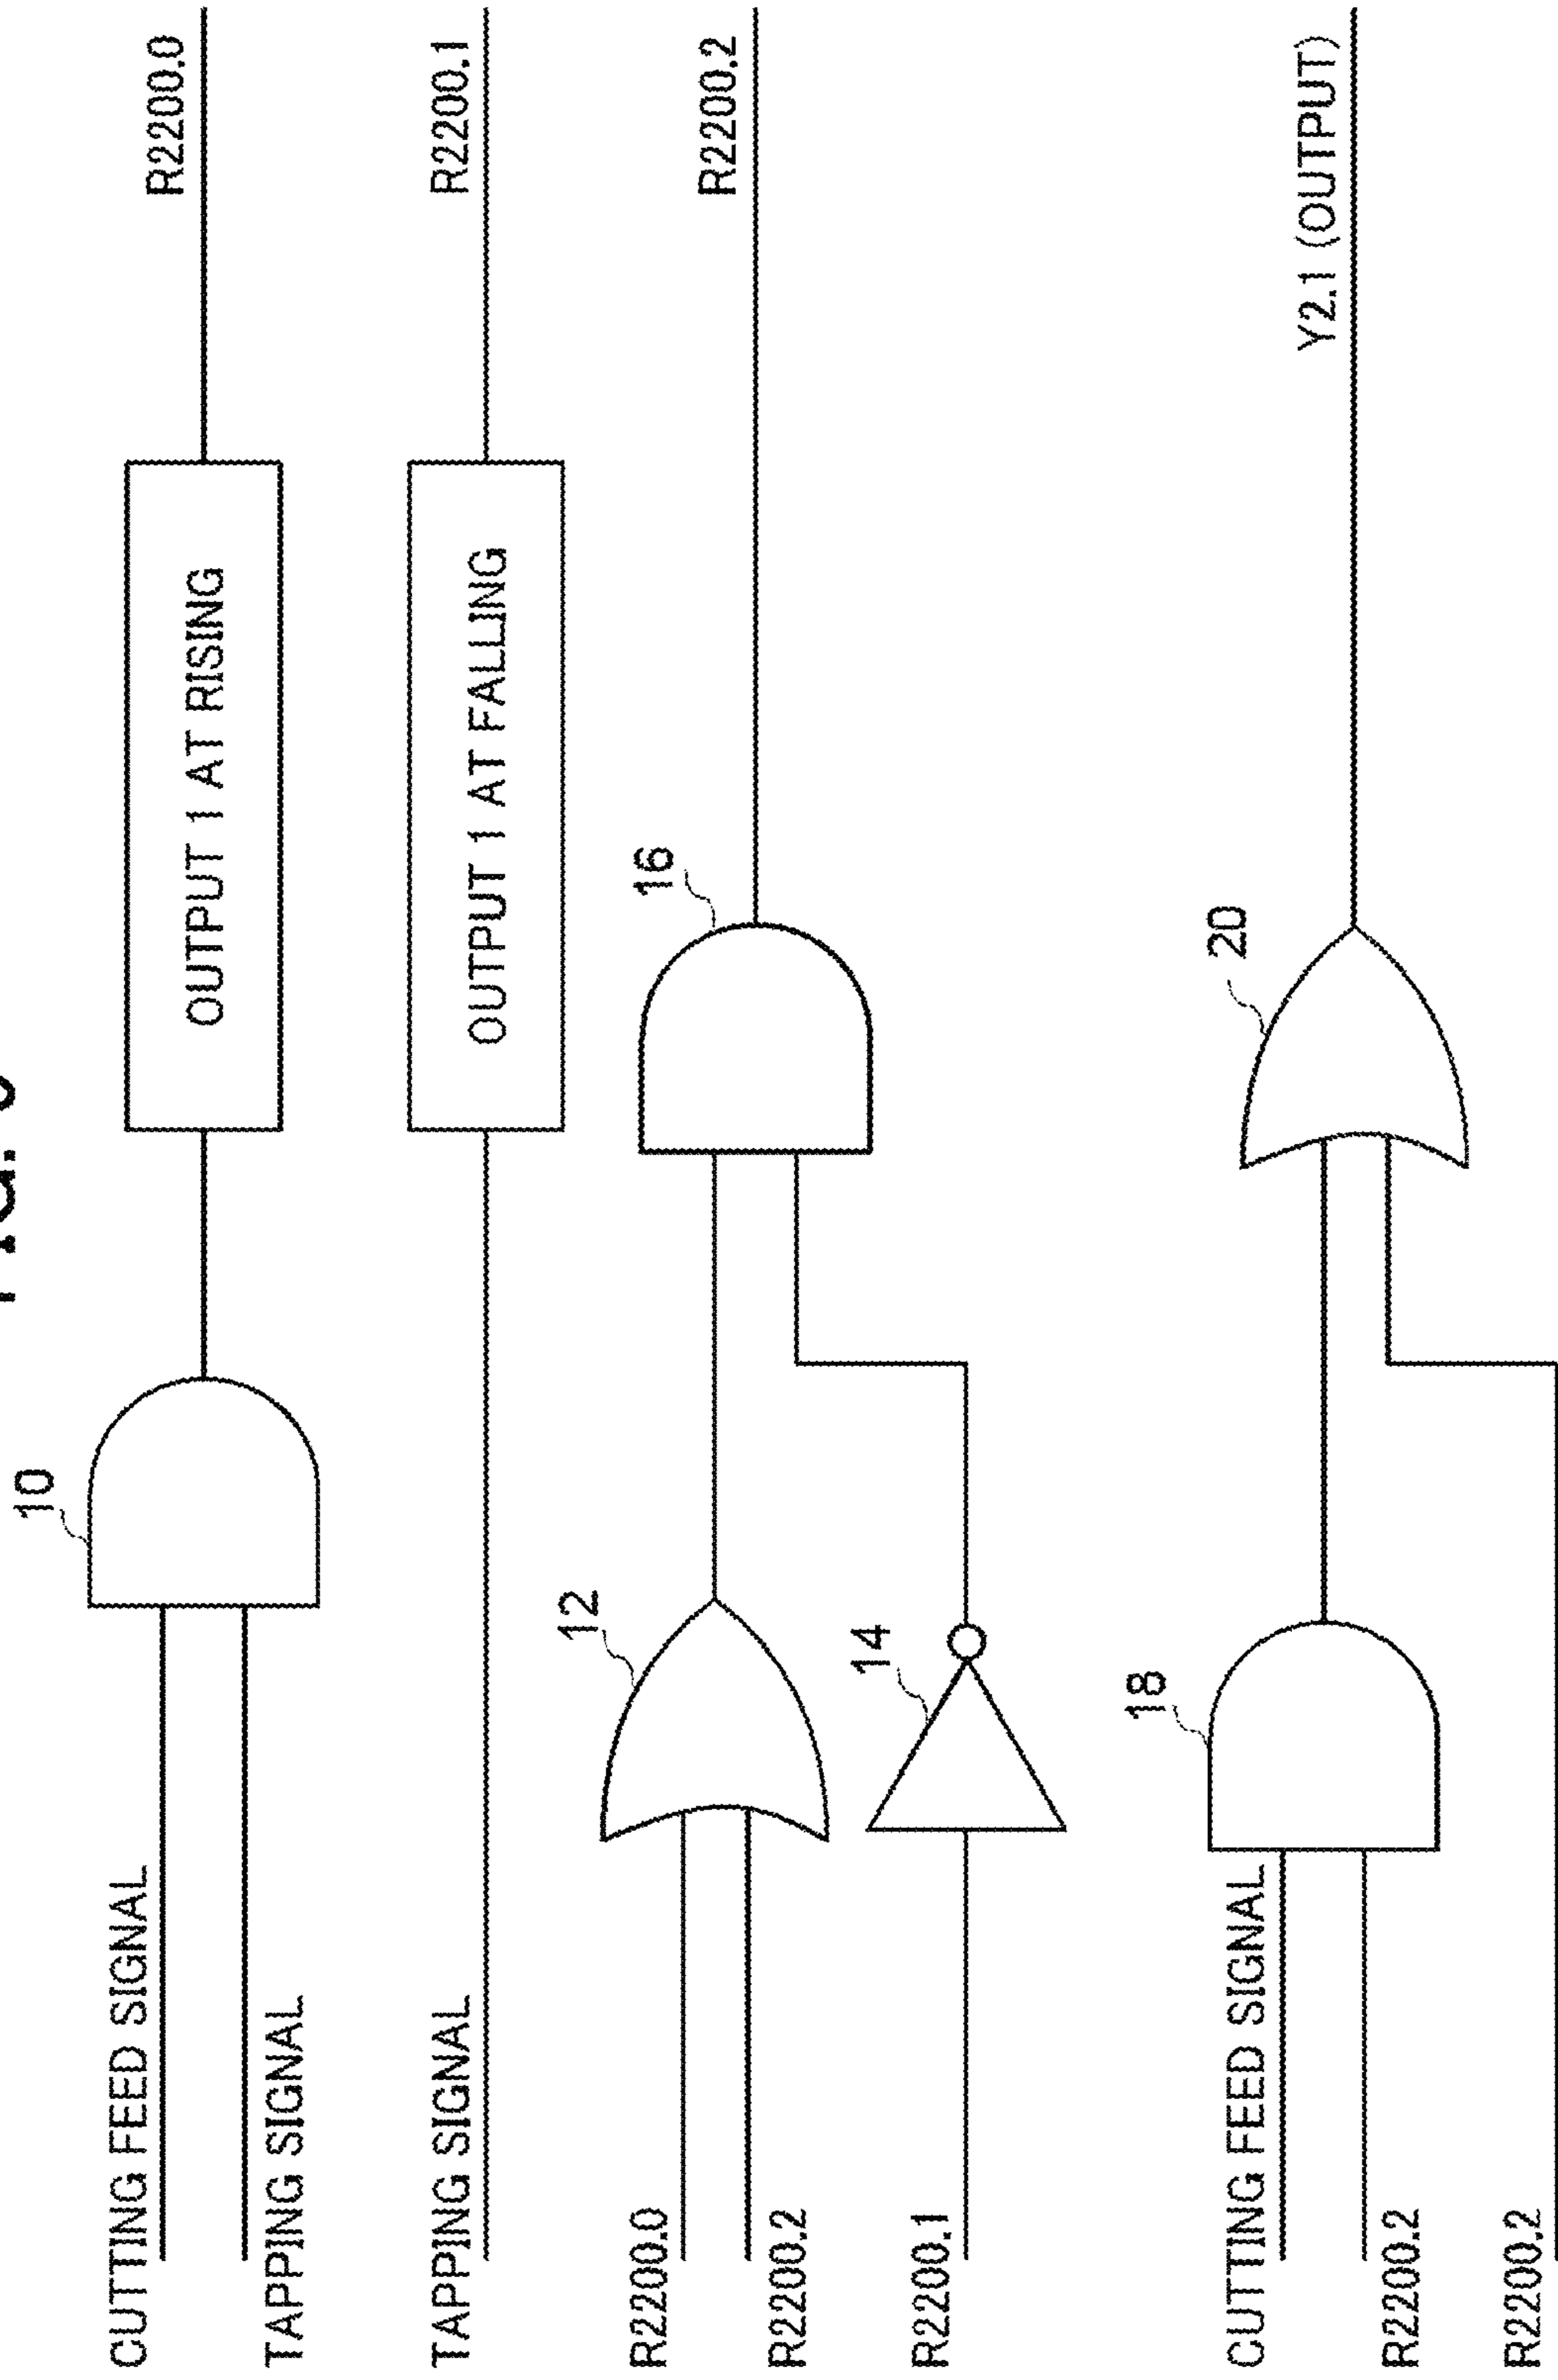 CUTTING FEED SIGNAL
TAPPING SIGNAL
10
OUTPUT 1 AT RISING
R2200.0
TAPPING SIGNAL
OUTPUT 1 AT FALLING
R2200.1
R2200.0
R2200.2
12
16
R2200.2
R2200.1
14
CUTTING FEED SIGNAL
R2200.2
18
20
Y2.1 (OUTPUT)
R2200.2